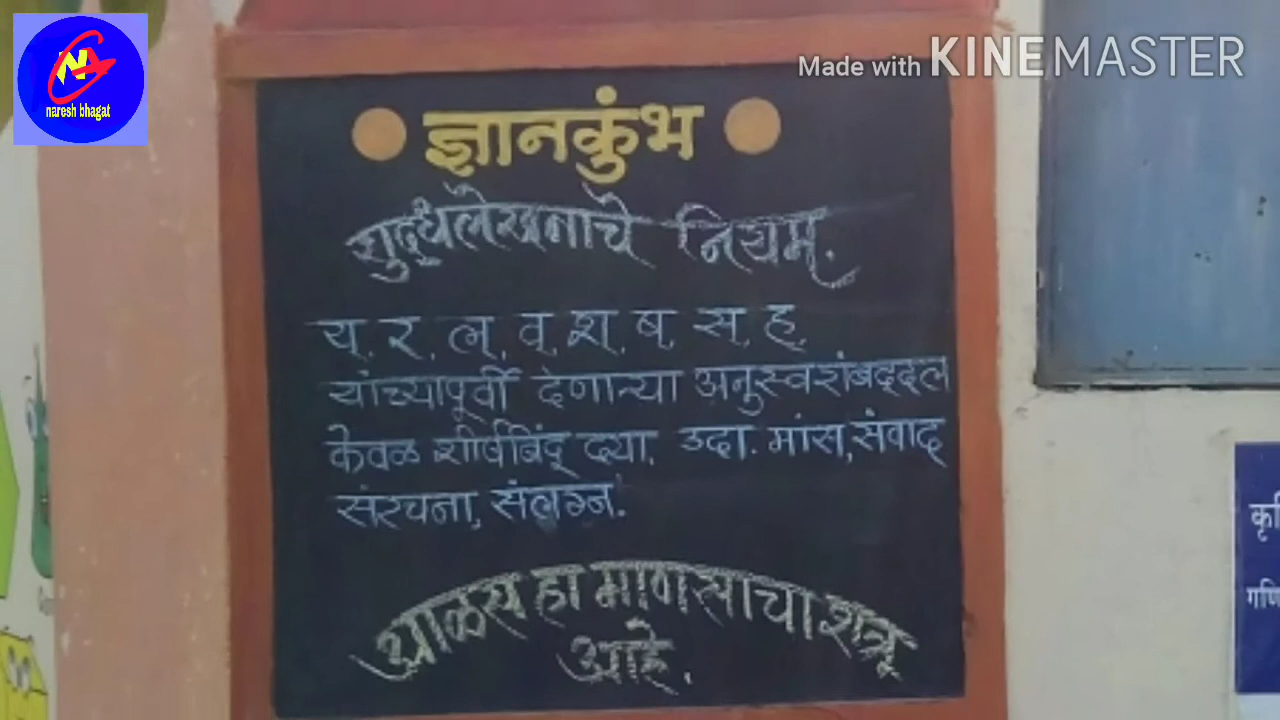 Made with KINEMASTER
naresh bhagat
ज्ञानकुंभ
शुद्धलेखनाचे नियम.
य, र, ल, व, श, ष, स, ह,
यांच्यापूर्वी देणाऱ्या अनुस्वरांबद्दल
केवळ शीर्षबिंदू द्या. उदा. मांस, संवाद
संरचना, संलग्न.
आळस हा माणसाचा शत्रू
आहे.